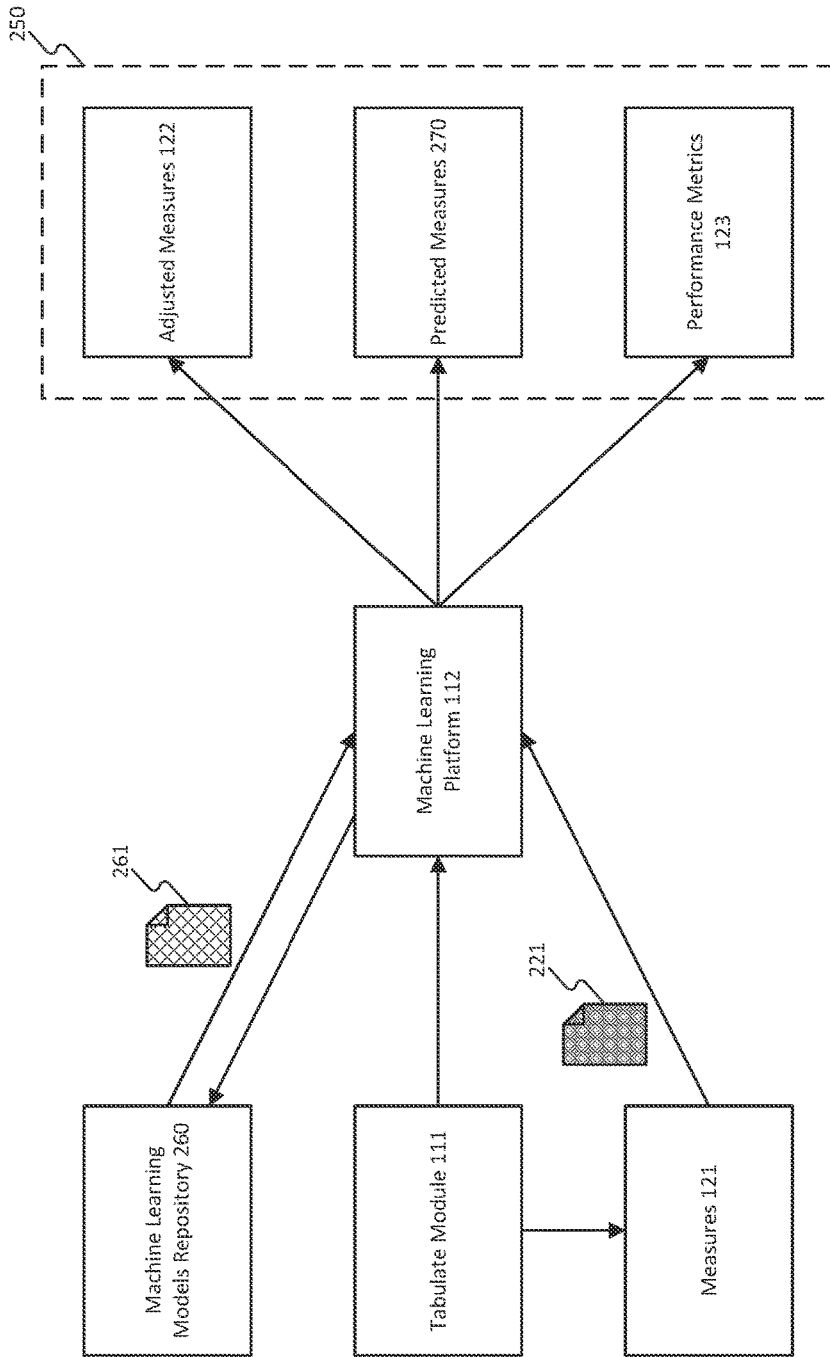 250
Adjusted Measures 122
Predicted Measures 270
Performance Metrics
123
Machine Learning
Platform 112
261
221
Machine Learning
Models Repository 260
Tabulate Module 111
Measures 121